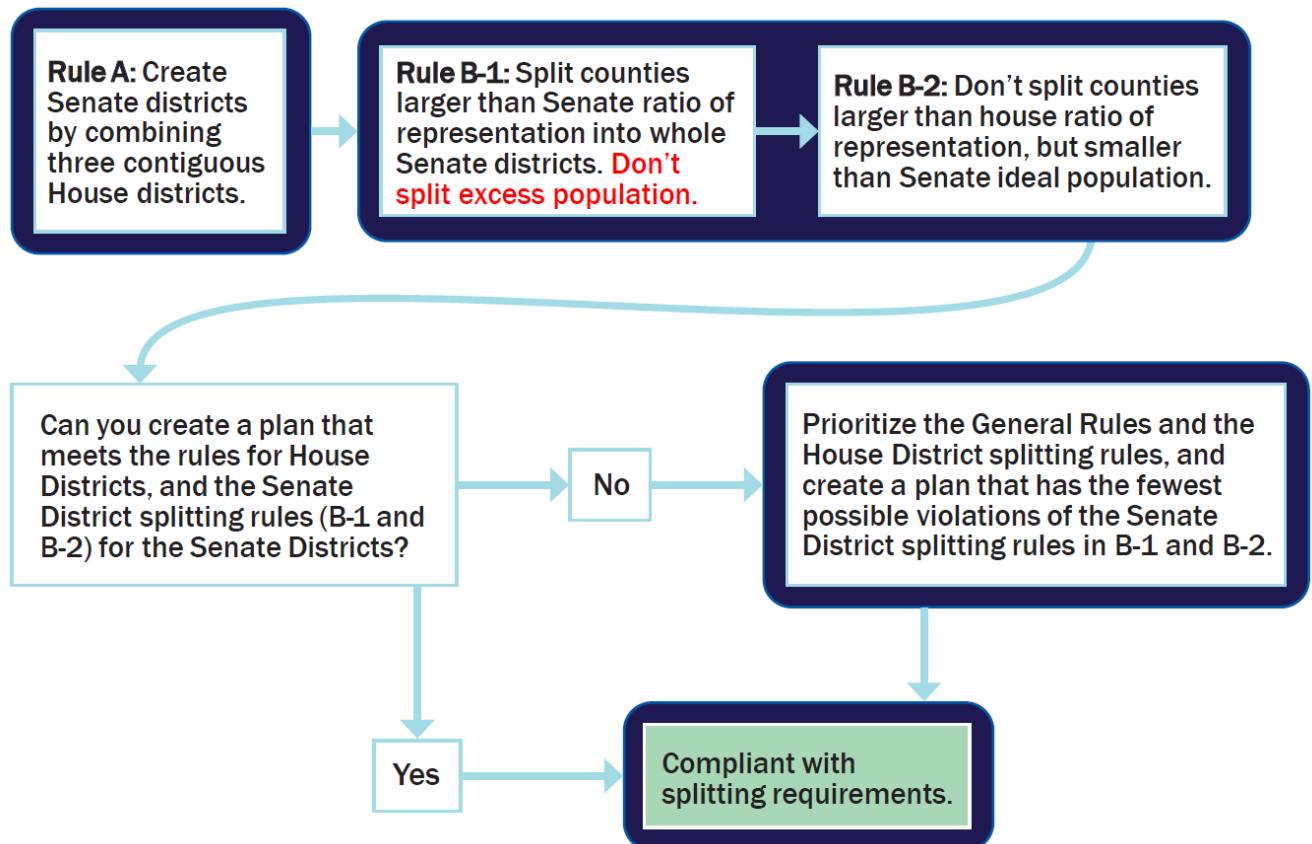 Rule A: Create
Senate districts
by combining
three contiguous
House districts.
Rule B-1: Split counties
larger than Senate ratio of
representation into whole
Senate districts. Don't
split excess population.
Rule B-2: Don't split counties
larger than house ratio of
representation, but smaller
than Senate ideal population.
Can you create a plan that
meets the rules for House
Districts, and the Senate
District splitting rules (B-1 and
B-2) for the Senate Districts?
No
Prioritize the General Rules and the
House District splitting rules, and
create a plan that has the fewest
possible violations of the Senate
District splitting rules in B-1 and B-2.
Yes
Compliant with
splitting requirements.